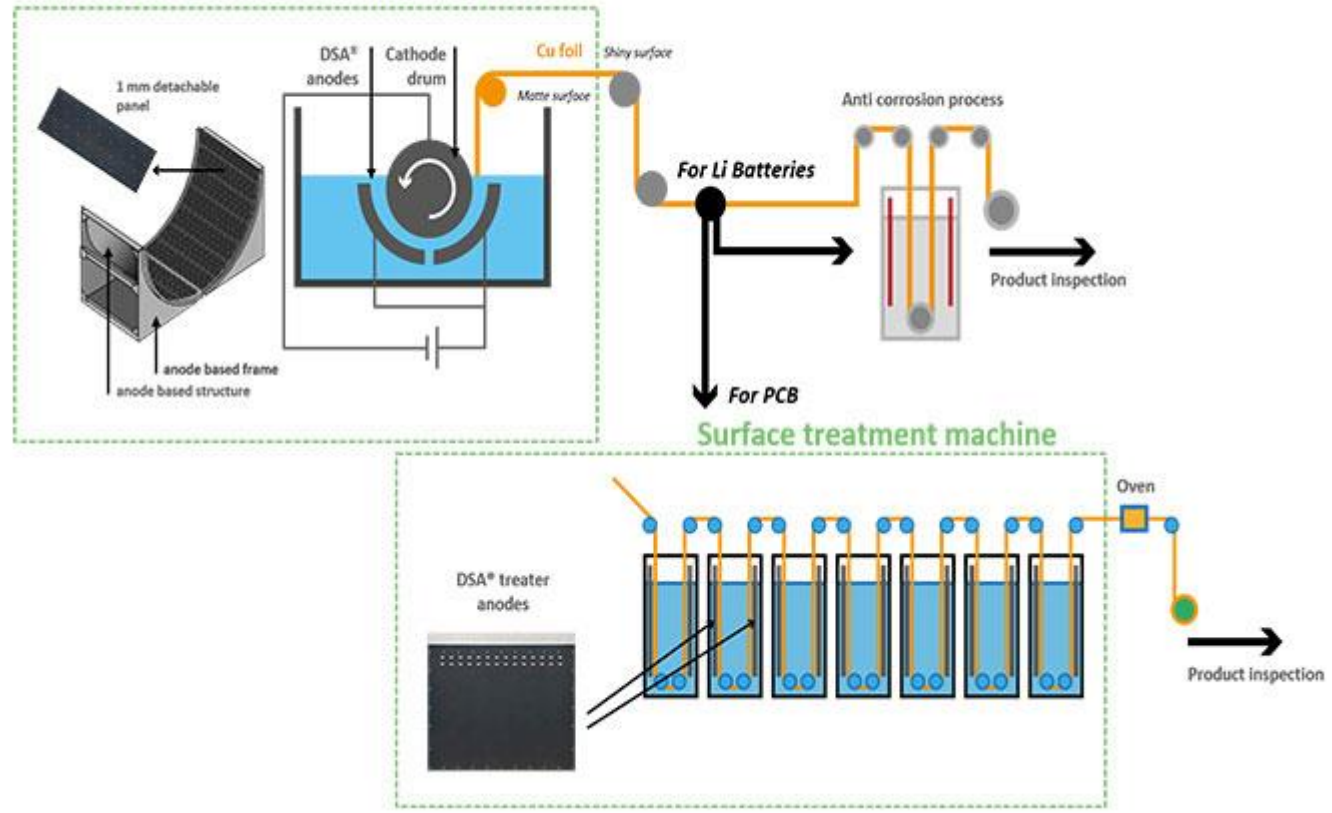 DSA® anodes
Cathode drum
Cu foil
Shiny surface
Matte surface
1 mm detachable
panel
anode based frame
anode based structure
Anti corrosion process
For Li Batteries
Product inspection
For PCB
Surface treatment machine
Oven
DSA® treater
anodes
Product inspection